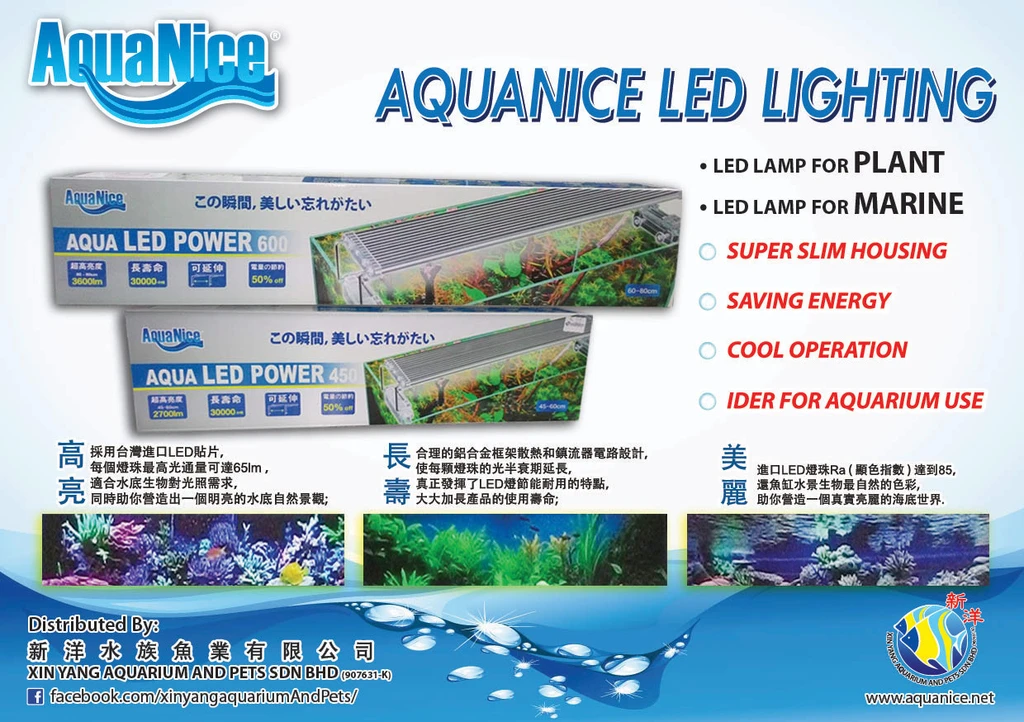 AquaNice®
AQUANICE LED LIGHTING
• LED LAMP FOR PLANT
• LED LAMP FOR MARINE
SUPER SLIM HOUSING
SAVING ENERGY
COOL OPERATION
IDER FOR AQUARIUM USE
AquaNice
この瞬間,美しい忘れがたい
AQUA LED POWER 600
超高亮度
3600lm
長壽命
30000
可延伸
電量の節約
50% off
60-80cm
AquaNice
この瞬間,美しい忘れがたい
AQUA LED POWER 450
超高亮度
45-60cm
2700lm
長壽命
30000
可延伸
電量の節約
50% off
45-60cm
高亮
採用台灣進口LED貼片,
每個燈珠最高光通量可達65lm ,
適合水底生物對光照需求,
同時助你營造出一個明亮的水底自然景觀;
長壽
合理的鋁合金框架散熱和鎮流器電路設計,
使每顆燈珠的光半衰期延長,
真正發揮了LED燈節能耐用的特點,
大大加長產品的使用壽命;
美麗
進口LED燈珠Ra ( 顯色指數 ) 達到85,
還魚缸水景生物最自然的色彩,
助你營造一個真實亮麗的海底世界.
Distributed By:
新洋水族魚業有限公司
XIN YANG AQUARIUM AND PETS SDN BHD (907631-K)
facebook.com/xinyangaquariumAndPets/
新洋
XIN YANG AQUARIUM AND PETS SDN BHD
www.aquanice.net